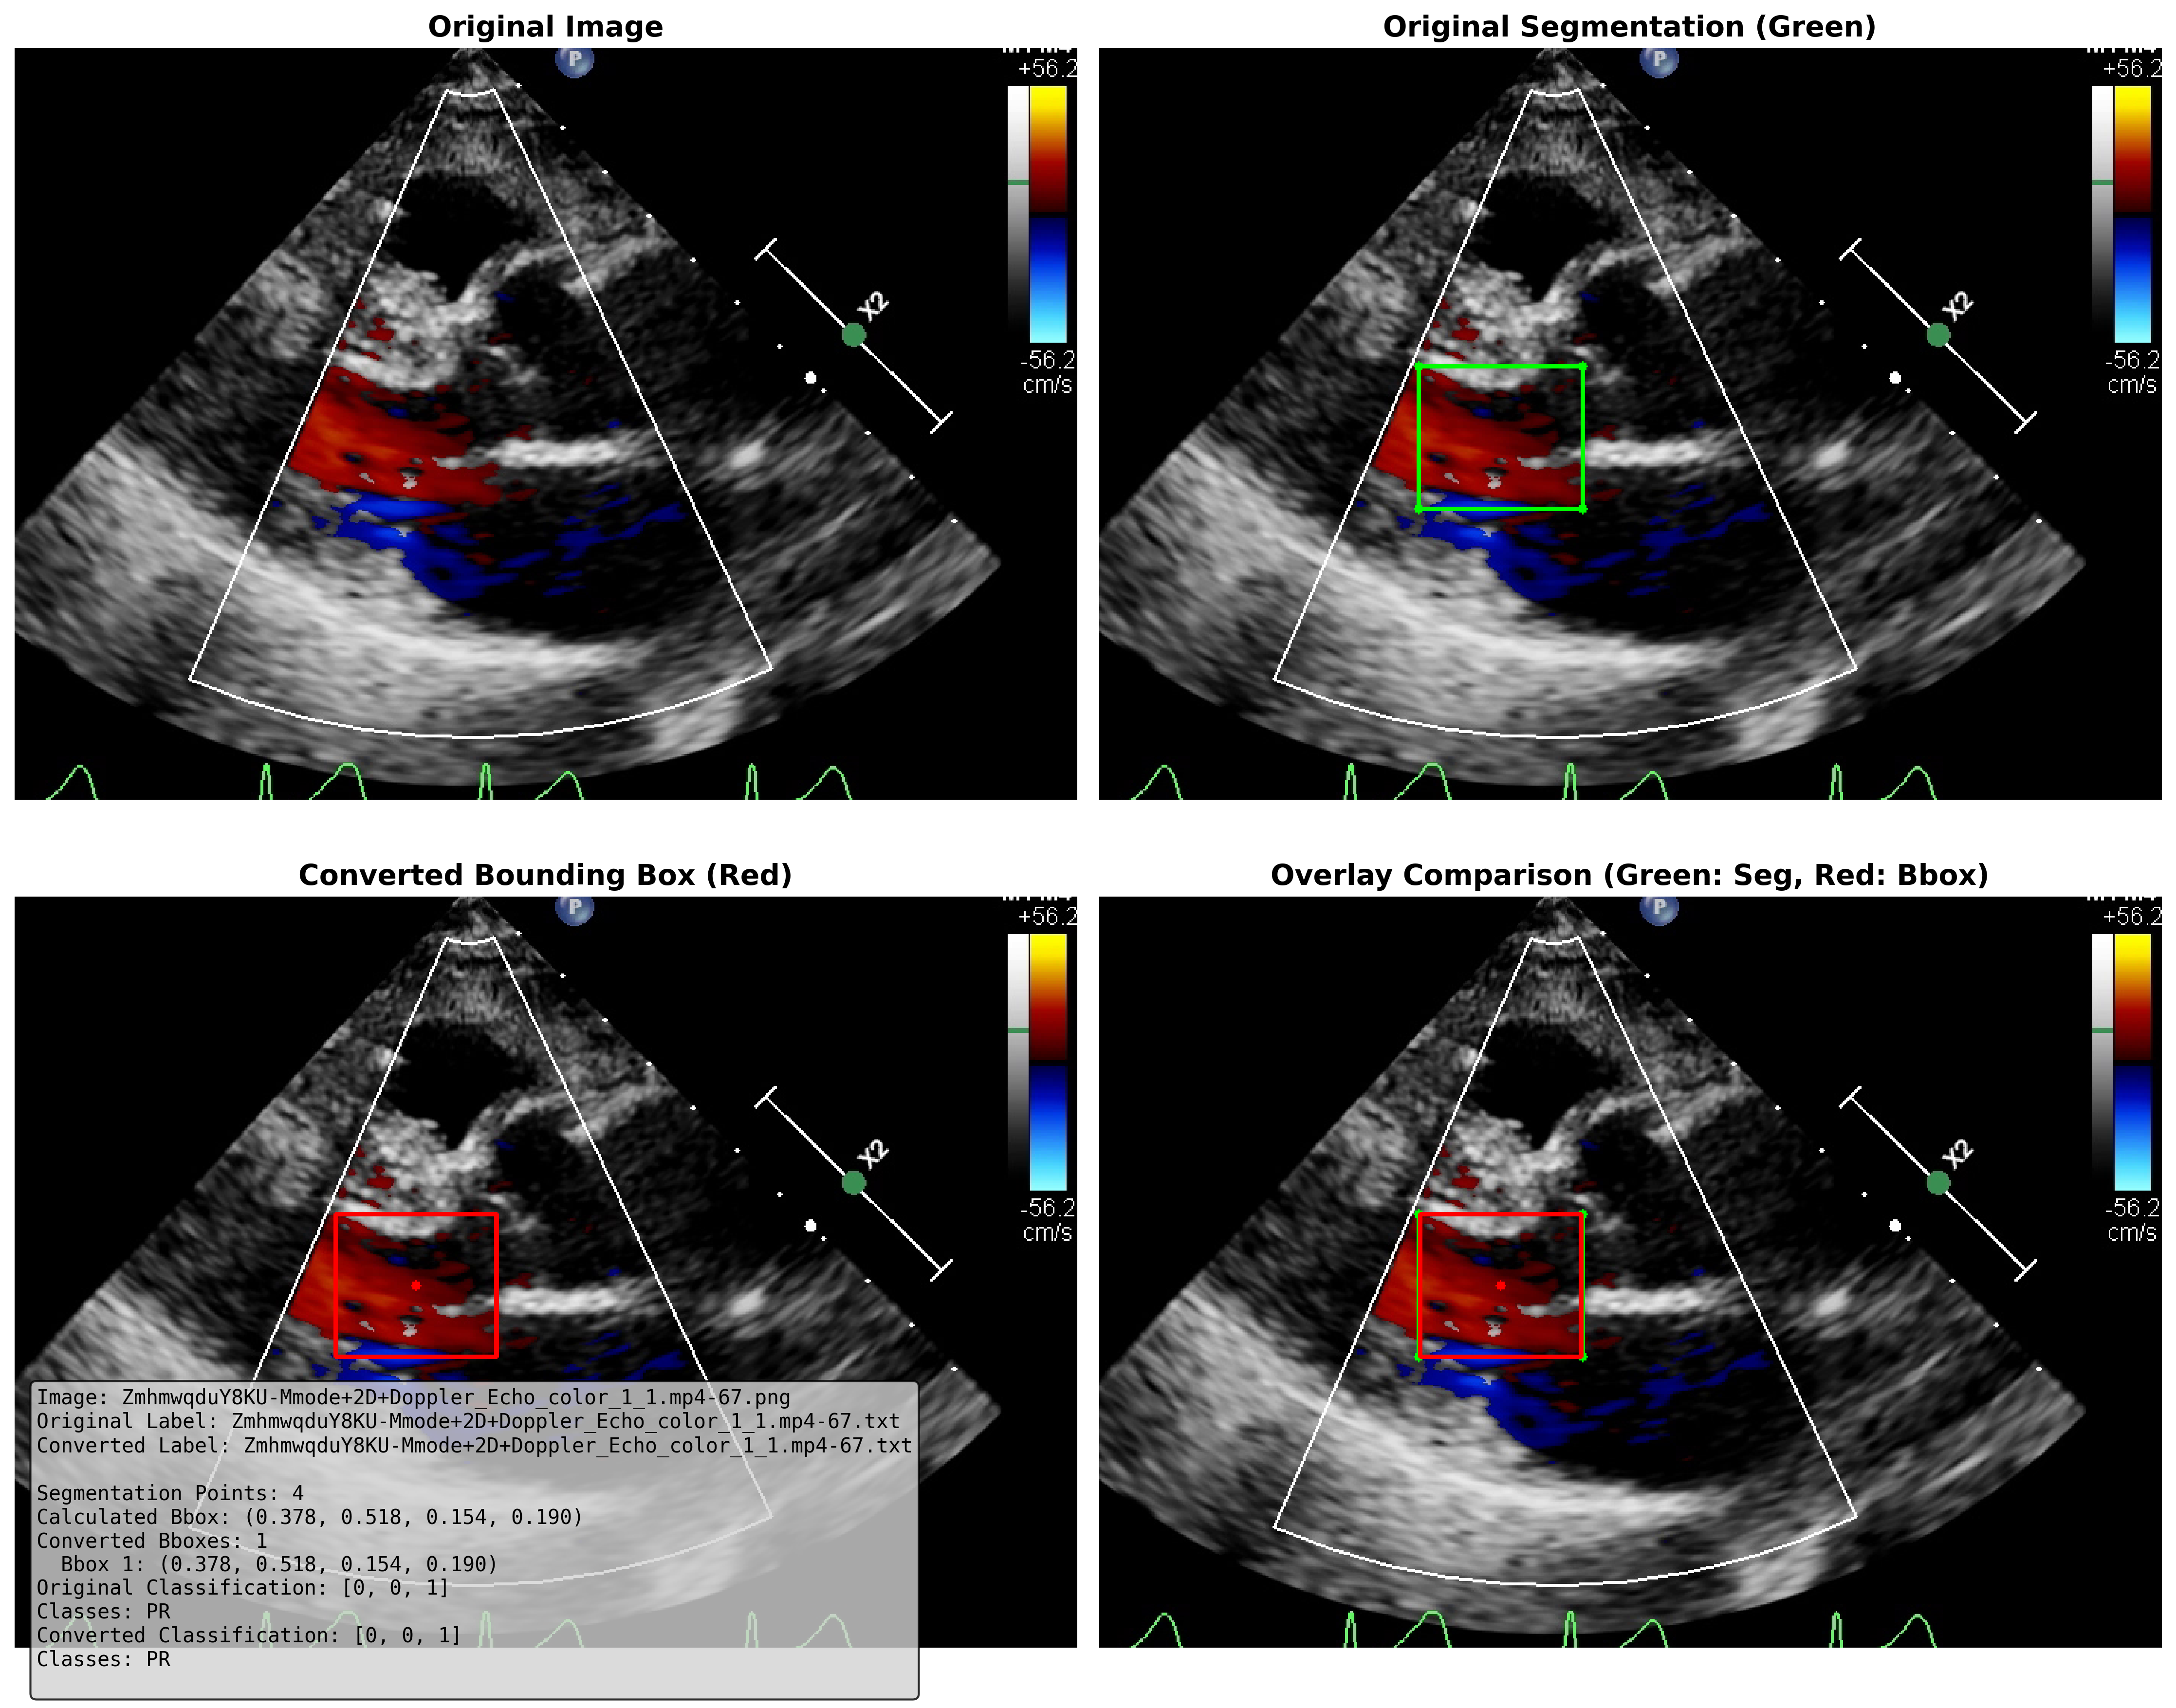 Original Image
P
+56.2
-56.2
cm/s
X2
Original Segmentation (Green)
P
+56.2
-56.2
cm/s
X2
Converted Bounding Box (Red)
P
+56.2
-56.2
cm/s
X2
Image: ZmhmwqduY8KU-Mmode+2D+Doppler_Echo_color_1_1.mp4-67.png
Original Label: ZmhmwqduY8KU-Mmode+2D+Doppler_Echo_color_1_1.mp4-67.txt
Converted Label: ZmhmwqduY8KU-Mmode+2D+Doppler_Echo_color_1_1.mp4-67.txt
Segmentation Points: 4
Calculated Bbox: (0.378, 0.518, 0.154, 0.190)
Converted Bboxes: 1
Bbox 1: (0.378, 0.518, 0.154, 0.190)
Original Classification: [0, 0, 1]
Classes: PR
Converted Classification: [0, 0, 1]
Classes: PR
Overlay Comparison (Green: Seg, Red: Bbox)
P
+56.2
-56.2
cm/s
X2